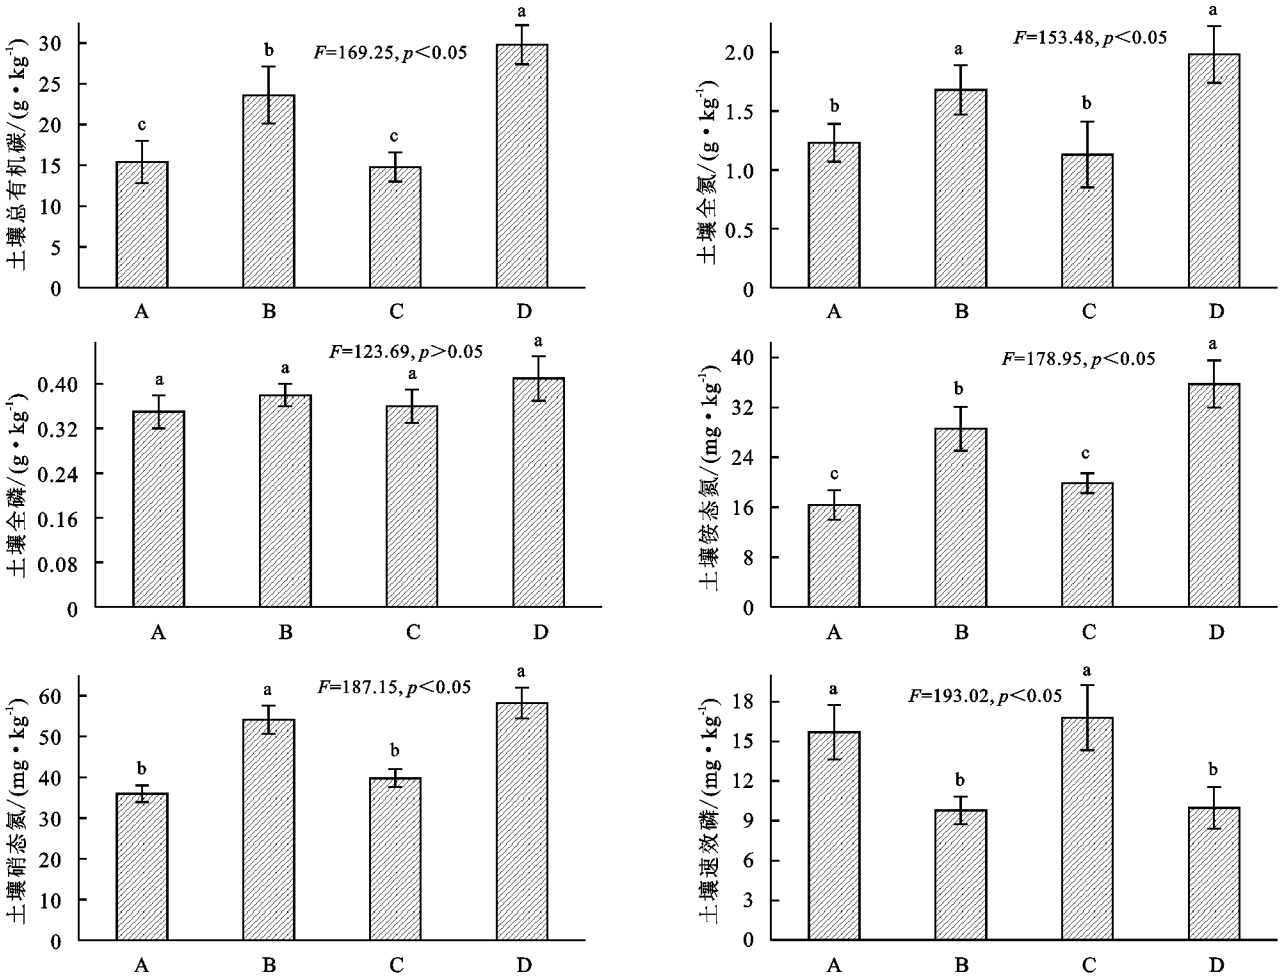 土壤总有机碳/(g·kg⁻¹)
30
25
20
15
10
5
0
F=169.25, p<0.05
c
b
c
a
A B C D
土壤全氮/(g·kg⁻¹)
2.0
1.5
1.0
0.5
0
F=153.48, p<0.05
b
a
b
a
A B C D
土壤全磷/(g·kg⁻¹)
0.40
0.32
0.24
0.16
0.08
0
F=123.69, p>0.05
a
a
a
a
A B C D
土壤铵态氮/(mg·kg⁻¹)
40
32
24
16
8
0
F=178.95, p<0.05
c
b
c
a
A B C D
土壤硝态氮/(mg·kg⁻¹)
60
50
40
30
20
10
0
F=187.15, p<0.05
b
a
b
a
A B C D
土壤速效磷/(mg·kg⁻¹)
18
15
12
9
6
3
0
F=193.02, p<0.05
a
b
a
b
A B C D